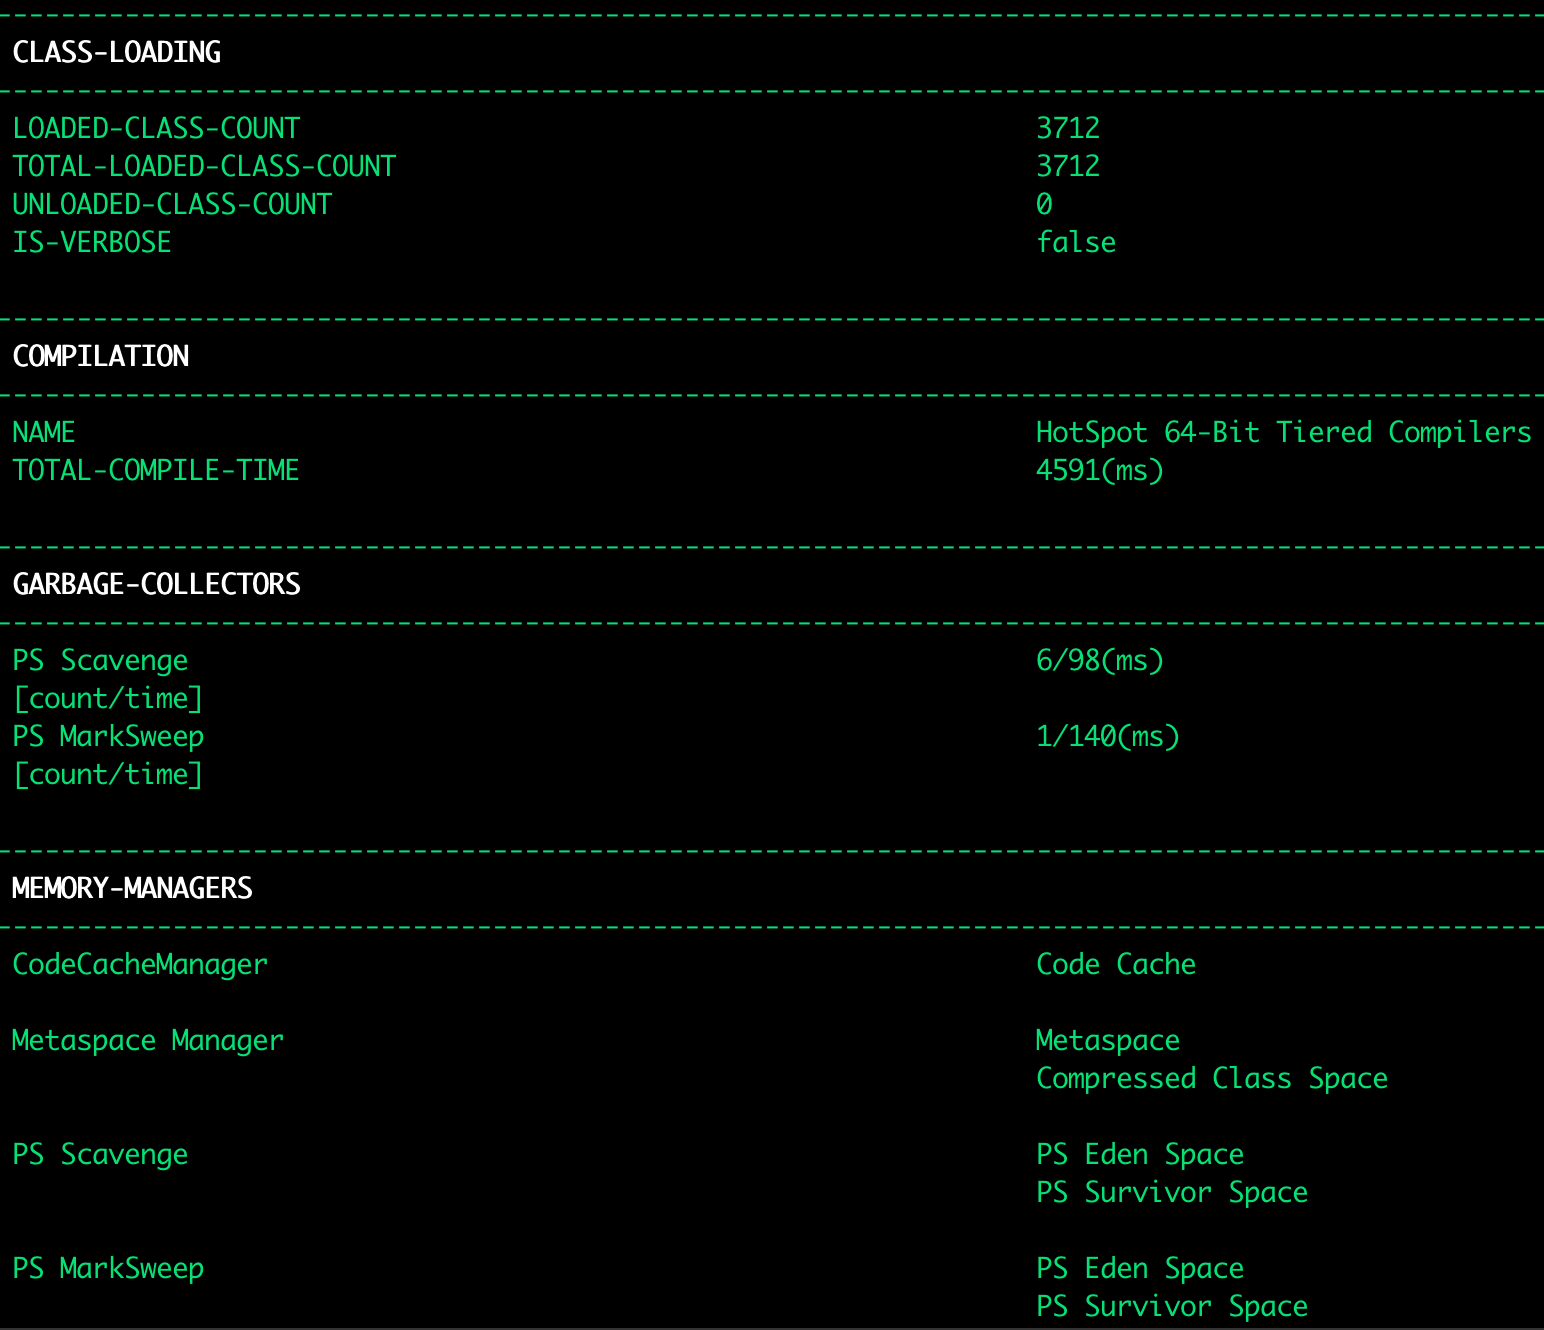 CLASS-LOADING
LOADED-CLASS-COUNT 3712
TOTAL-LOADED-CLASS-COUNT 3712
UNLOADED-CLASS-COUNT 0
IS-VERBOSE false
COMPILATION
NAME HotSpot 64-Bit Tiered Compilers
TOTAL-COMPILE-TIME 4591(ms)
GARBAGE-COLLECTORS
PS Scavenge 6/98(ms)
[count/time]
PS MarkSweep 1/140(ms)
[count/time]
MEMORY-MANAGERS
CodeCacheManager Code Cache
Metaspace Manager Metaspace
Compressed Class Space
PS Scavenge PS Eden Space
PS Survivor Space
PS MarkSweep PS Eden Space
PS Survivor Space